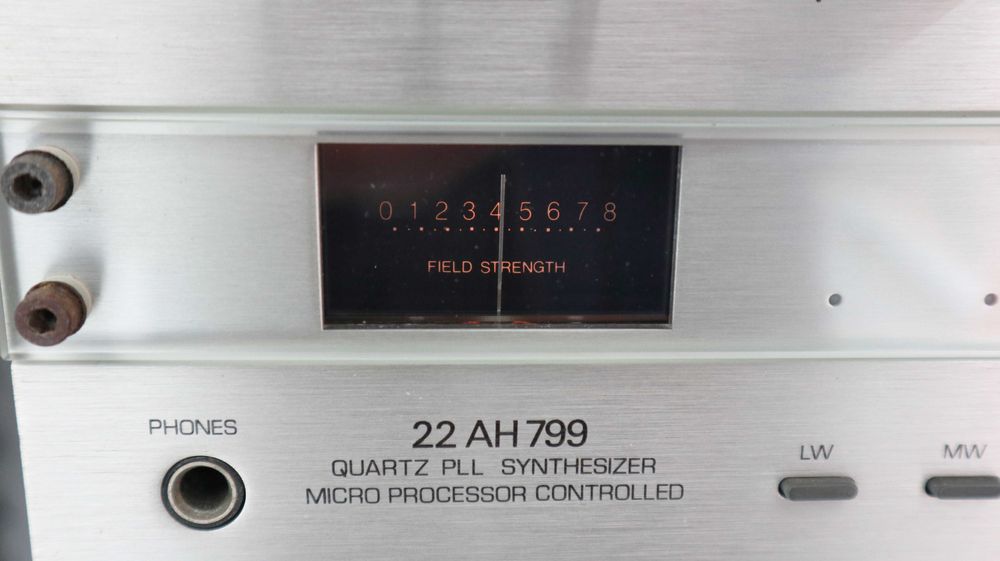 0 1 2 3 4 5 6 7 8
FIELD STRENGTH
PHONES
22 AH 799
QUARTZ PLL SYNTHESIZER
MICRO PROCESSOR CONTROLLED
LW
MW